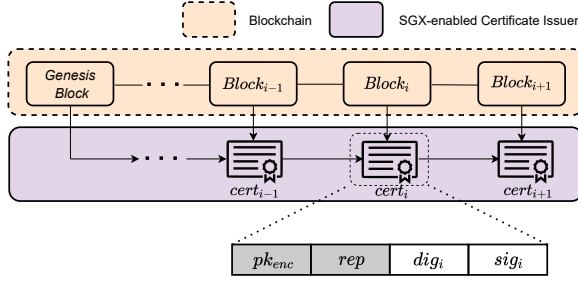 Blockchain
SGX-enabled Certificate Issuer
Genesis
Block
. . .
Block_{i-1}
Block_i
Block_{i+1}
. . .
cert_{i-1}
cert_i
cert_{i+1}
pk_{enc} rep dig_i sig_i